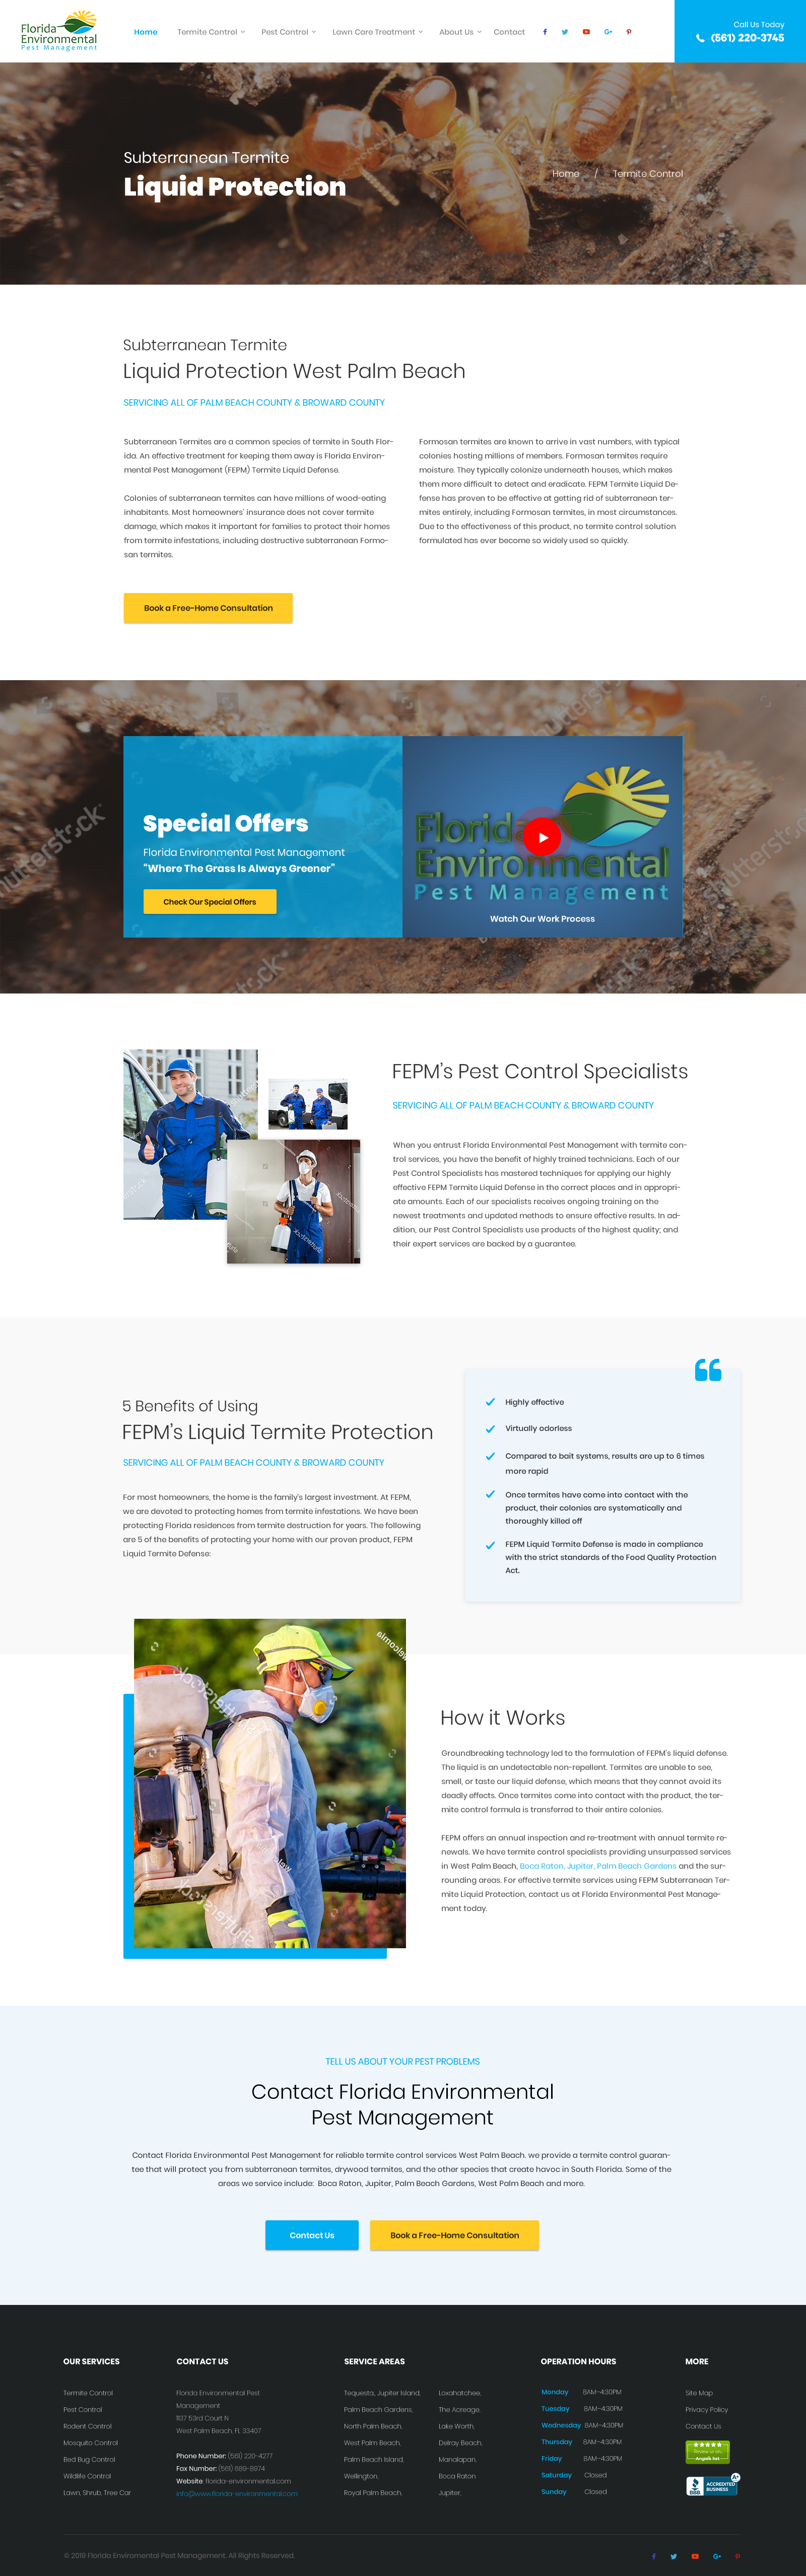 Florida
Environmental
Pest Management
Home
Termite Control
Pest Control
Lawn Care Treatment
About Us
Contact
Call Us Today
(561) 220-3745
Subterranean Termite
Liquid Protection
Home / Termite Control
Subterranean Termite
Liquid Protection West Palm Beach
SERVICING ALL OF PALM BEACH COUNTY & BROWARD COUNTY
Subterranean Termites are a common species of termite in South Flor-
ida. An effective treatment for keeping them away is Florida Environ-
mental Pest Management (FEPM) Termite Liquid Defense.
Colonies of subterranean termites can have millions of wood-eating
inhabitants. Most homeowners' insurance does not cover termite
damage, which makes it important for families to protect their homes
from termite infestations, including destructive subterranean Formo-
san termites.
Formosan termites are known to arrive in vast numbers, with typical
colonies hosting millions of members. Formosan termites require
moisture. They typically colonize underneath houses, which makes
them more difficult to detect and eradicate. FEPM Termite Liquid De-
fense has proven to be effective at getting rid of subterranean ter-
mites entirely, including Formosan termites, in most circumstances.
Due to the effectiveness of this product, no termite control solution
formulated has ever become so widely used so quickly.
Book a Free-Home Consultation
Special Offers
Florida Environmental Pest Management
"Where The Grass Is Always Greener"
Check Our Special Offers
Florida
Environmental
Pest Management
Watch Our Work Process
FEPM's Pest Control Specialists
SERVICING ALL OF PALM BEACH COUNTY & BROWARD COUNTY
When you entrust Florida Environmental Pest Management with termite con-
trol services, you have the benefit of highly trained technicians. Each of our
Pest Control Specialists has mastered techniques for applying our highly
effective FEPM Termite Liquid Defense in the correct places and in appropri-
ate amounts. Each of our specialists receives ongoing training on the
newest treatments and updated methods to ensure effective results. In ad-
dition, our Pest Control Specialists use products of the highest quality; and
their expert services are backed by a guarantee.
5 Benefits of Using
FEPM's Liquid Termite Protection
SERVICING ALL OF PALM BEACH COUNTY & BROWARD COUNTY
For most homeowners, the home is the family's largest investment. At FEPM,
we are devoted to protecting homes from termite infestations. We have been
protecting Florida residences from termite destruction for years. The following
are 5 of the benefits of protecting your home with our proven product, FEPM
Liquid Termite Defense:
Highly effective
Virtually odorless
Compared to bait systems, results are up to 6 times
more rapid
Once termites have come into contact with the
product, their colonies are systematically and
thoroughly killed off
FEPM Liquid Termite Defense is made in compliance
with the strict standards of the Food Quality Protection
Act.
How it Works
Groundbreaking technology led to the formulation of FEPM's liquid defense.
The liquid is an undetectable non-repellent. Termites are unable to see,
smell, or taste our liquid defense, which means that they cannot avoid its
deadly effects. Once termites come into contact with the product, the ter-
mite control formula is transferred to their entire colonies.
FEPM offers an annual inspection and re-treatment with annual termite re-
newals. We have termite control specialists providing unsurpassed services
in West Palm Beach, Boca Raton, Jupiter, Palm Beach Gardens and the sur-
rounding areas. For effective termite services using FEPM Subterranean Ter-
mite Liquid Protection, contact us at Florida Environmental Pest Manage-
ment today.
TELL US ABOUT YOUR PEST PROBLEMS
Contact Florida Environmental
Pest Management
Contact Florida Environmental Pest Management for reliable termite control services West Palm Beach. we provide a termite control guaran-
tee that will protect you from subterranean termites, drywood termites, and the other species that create havoc in South Florida. Some of the
areas we service include: Boca Raton, Jupiter, Palm Beach Gardens, West Palm Beach and more.
Contact Us
Book a Free-Home Consultation
OUR SERVICES
Termite Control
Pest Control
Rodent Control
Mosquito Control
Bed Bug Control
Wildlife Control
Lawn, Shrub, Tree Car
CONTACT US
Florida Environmental Pest
Management
1137 53rd Court N
West Palm Beach, FL 33407
Phone Number: (561) 220-4277
Fax Number: (561) 689-8974
Website: florida-environmental.com
info@www.florida-environmental.com
SERVICE AREAS
Tequesta, Jupiter Island,
Palm Beach Gardens,
North Palm Beach,
West Palm Beach,
Palm Beach Island,
Wellington,
Royal Palm Beach,
Loxahatchee,
The Acreage,
Lake Worth,
Delray Beach,
Manalapan,
Boca Raton
Jupiter,
OPERATION HOURS
Monday 8AM-4:30PM
Tuesday 8AM-4:30PM
Wednesday 8AM-4:30PM
Thursday 8AM-4:30PM
Friday 8AM-4:30PM
Saturday Closed
Sunday Closed
MORE
Site Map
Privacy Policy
Contact Us
Review us on
Angie's list
A+
BBB
ACCREDITED
BUSINESS
© 2019 Florida Enviromental Pest Management. All Rights Reserved.